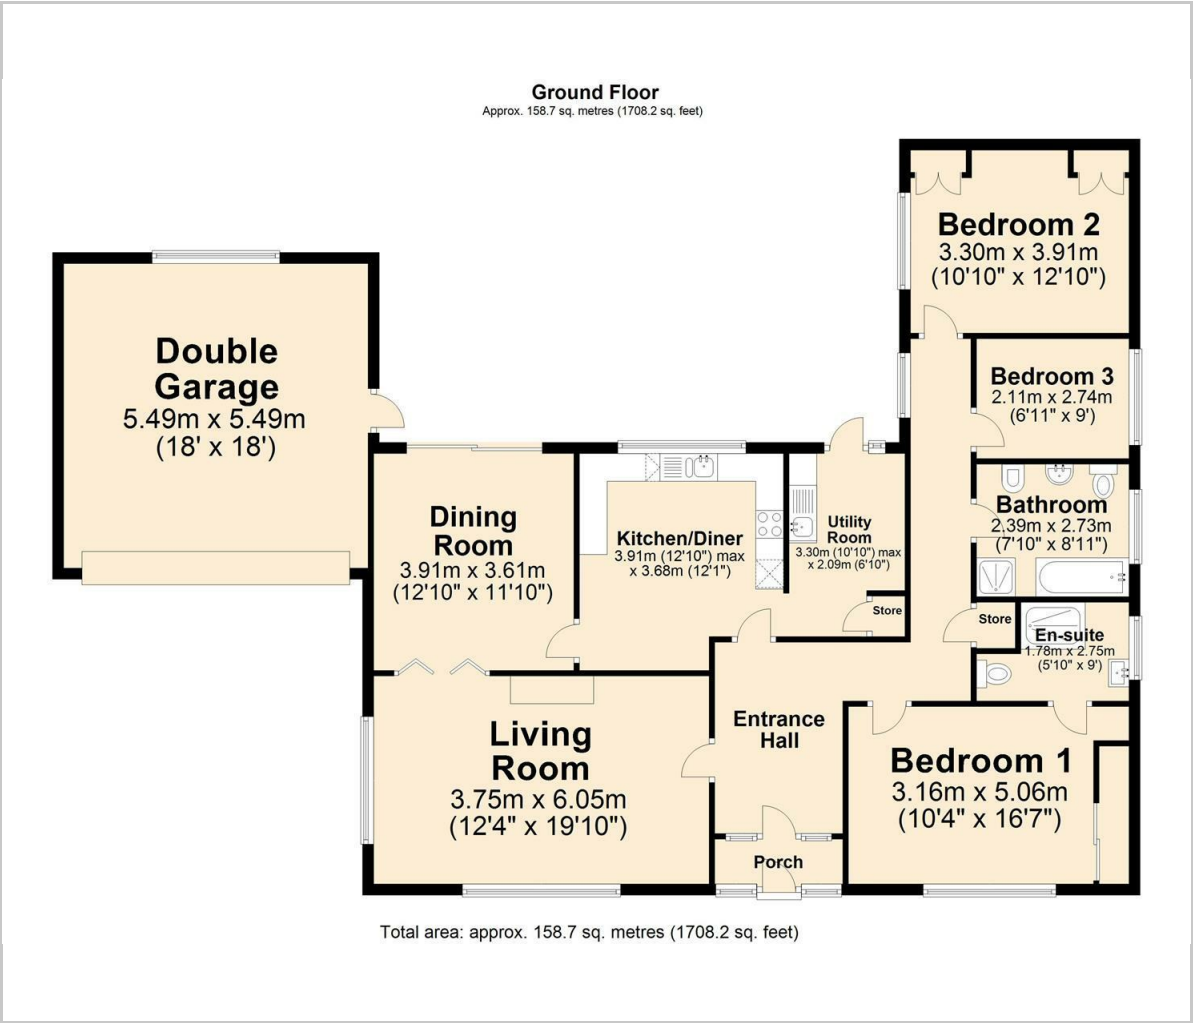 Ground Floor
Approx. 158.7 sq. metres (1708.2 sq. feet)
Bedroom 2
3.30m x 3.91m
(10'10" x 12'10")
Double
Garage
5.49m x 5.49m
(18' x 18')
Bedroom 3
2.11m x 2.74m
(6'11" x 9')
Dining
Room
3.91m x 3.61m
(12'10" x 11'10")
Kitchen/Diner
3.91m (12'10") max
x 3.68m (12'1")
Utility
Room
3.30m (10'10") max
x 2.09m (6'10")
Bathroom
2.39m x 2.73m
(7'10" x 8'11")
Store
Store
En-suite
1.78m x 2.75m
(5'10" x 9')
Living
Room
3.75m x 6.05m
(12'4" x 19'10")
Entrance
Hall
Bedroom 1
3.16m x 5.06m
(10'4" x 16'7")
Porch
Total area: approx. 158.7 sq. metres (1708.2 sq. feet)